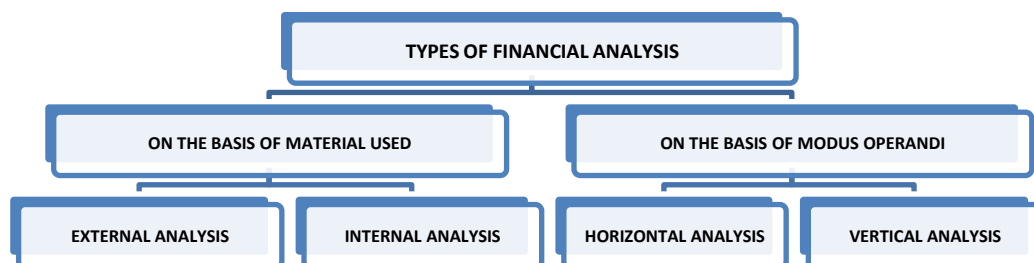 TYPES OF FINANCIAL ANALYSIS
ON THE BASIS OF MATERIAL USED
ON THE BASIS OF MODUS OPERANDI
EXTERNAL ANALYSIS
INTERNAL ANALYSIS
HORIZONTAL ANALYSIS
VERTICAL ANALYSIS